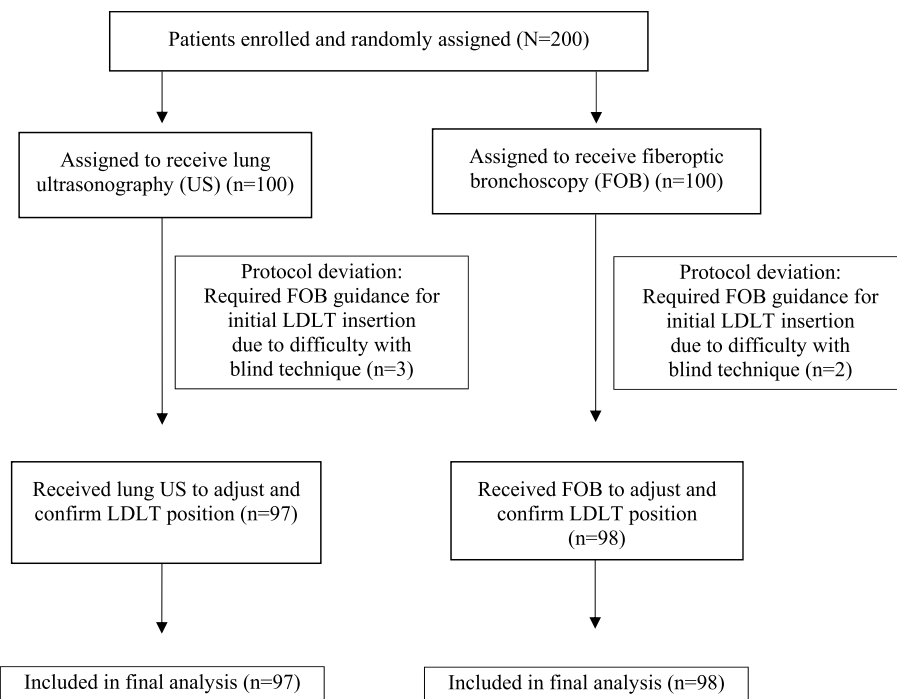 Patients enrolled and randomly assigned (N=200)
Assigned to receive lung
ultrasonography (US) (n=100)
Assigned to receive fiberoptic
bronchoscopy (FOB) (n=100)
Protocol deviation:
Required FOB guidance for
initial LDLT insertion
due to difficulty with
blind technique (n=3)
Protocol deviation:
Required FOB guidance for
initial LDLT insertion
due to difficulty with
blind technique (n=2)
Received lung US to adjust and
confirm LDLT position (n=97)
Received FOB to adjust and
confirm LDLT position
(n=98)
Included in final analysis (n=97)
Included in final analysis (n=98)